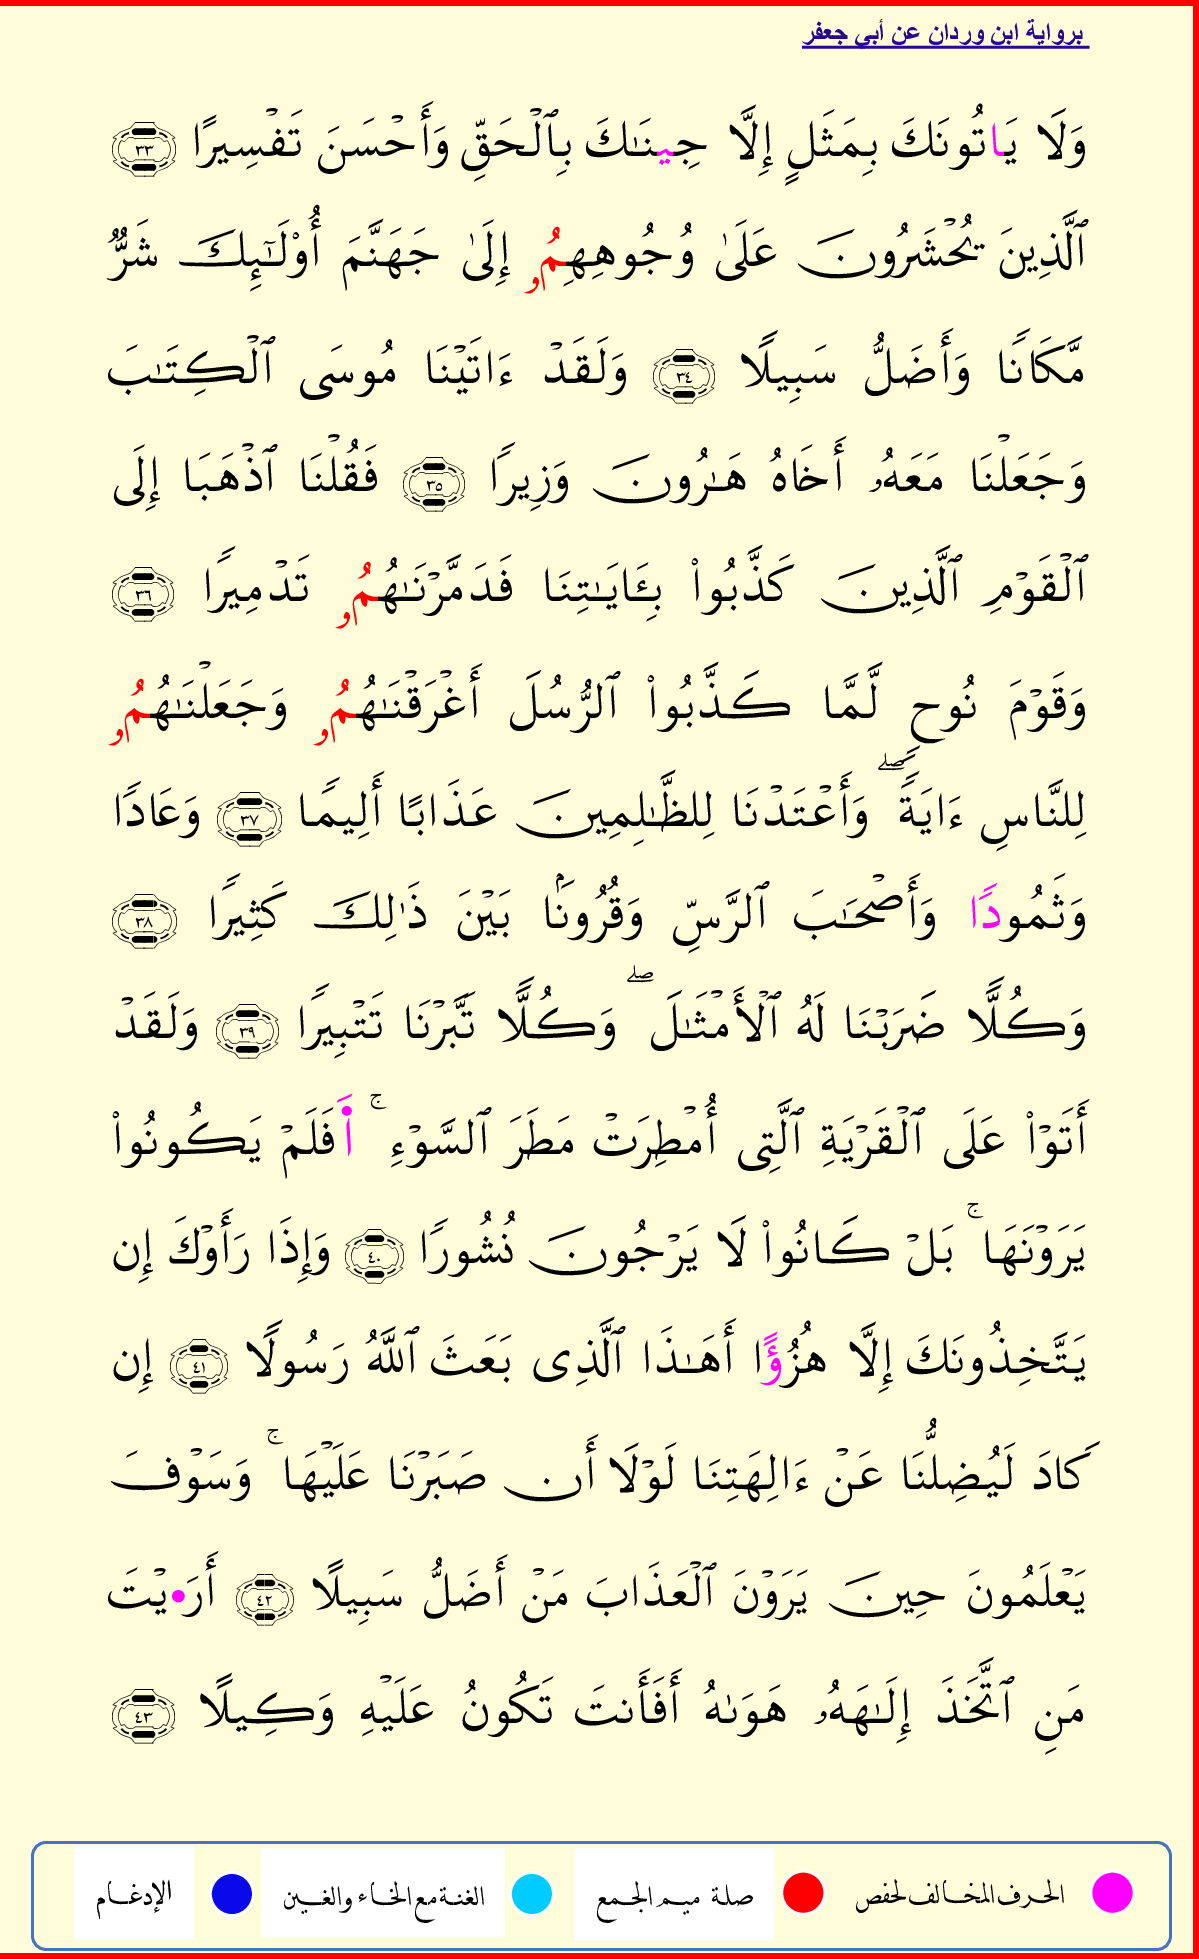 برواية ابن وردان عن أبي جعفر
وَلَا يَاتُونَكَ بِمَثَلٍ إِلَّا جِينَٰكَ بِٱلْحَقِّ وَأَحْسَنَ تَفْسِيرًا ٣٣
ٱلَّذِينَ يُحْشَرُونَ عَلَىٰ وُجُوهِهِمُۥ إِلَىٰ جَهَنَّمَ أُوْلَٰٓئِكَ شَرٌّ
مَّكَانًا وَأَضَلُّ سَبِيلًا ٣٤ وَلَقَدْ ءَاتَيْنَا مُوسَى ٱلْكِتَٰبَ
وَجَعَلْنَا مَعَهُۥ أَخَاهُ هَٰرُونَ وَزِيرًا ٣٥ فَقُلْنَا ٱذْهَبَا إِلَى
ٱلْقَوْمِ ٱلَّذِينَ كَذَّبُواْ بِـَٔايَٰتِنَا فَدَمَّرْنَٰهُمُۥ تَدْمِيرًا ٣٦
وَقَوْمَ نُوحٍ لَّمَّا كَذَّبُواْ ٱلرُّسُلَ أَغْرَقْنَٰهُمُۥ وَجَعَلْنَٰهُمُۥ
لِلنَّاسِ ءَايَةً ۖ وَأَعْتَدْنَا لِلظَّٰلِمِينَ عَذَابًا أَلِيمًا ٣٧ وَعَادًا
وَثَمُودًا وَأَصْحَٰبَ ٱلرَّسِّ وَقُرُونَۢا بَيْنَ ذَٰلِكَ كَثِيرًا ٣٨
وَكُلًّا ضَرَبْنَا لَهُ ٱلْأَمْثَٰلَ ۖ وَكُلًّا تَبَّرْنَا تَتْبِيرًا ٣٩ وَلَقَدْ
أَتَوْاْ عَلَى ٱلْقَرْيَةِ ٱلَّتِى أُمْطِرَتْ مَطَرَ ٱلسَّوْءِ ۚ أَفَلَمْ يَكُونُواْ
يَرَوْنَهَا ۚ بَلْ كَانُواْ لَا يَرْجُونَ نُشُورًا ٤٠ وَإِذَا رَأَوْكَ إِن
يَتَّخِذُونَكَ إِلَّا هُزُؤًا أَهَٰذَا ٱلَّذِى بَعَثَ ٱللَّهُ رَسُولًا ٤١ إِن
كَادَ لَيُضِلُّنَا عَنْ ءَالِهَتِنَا لَوْلَا أَن صَبَرْنَا عَلَيْهَا ۚ وَسَوْفَ
يَعْلَمُونَ حِينَ يَرَوْنَ ٱلْعَذَابَ مَنْ أَضَلُّ سَبِيلًا ٤٢ أَرَ•يْتَ
مَنِ ٱتَّخَذَ إِلَٰهَهُۥ هَوَىٰهُ أَفَأَنتَ تَكُونُ عَلَيْهِ وَكِيلًا ٤٣
الحرف المخالف لحفص صلة ميم الجمع الغنة مع الخاء والغين الإدغام